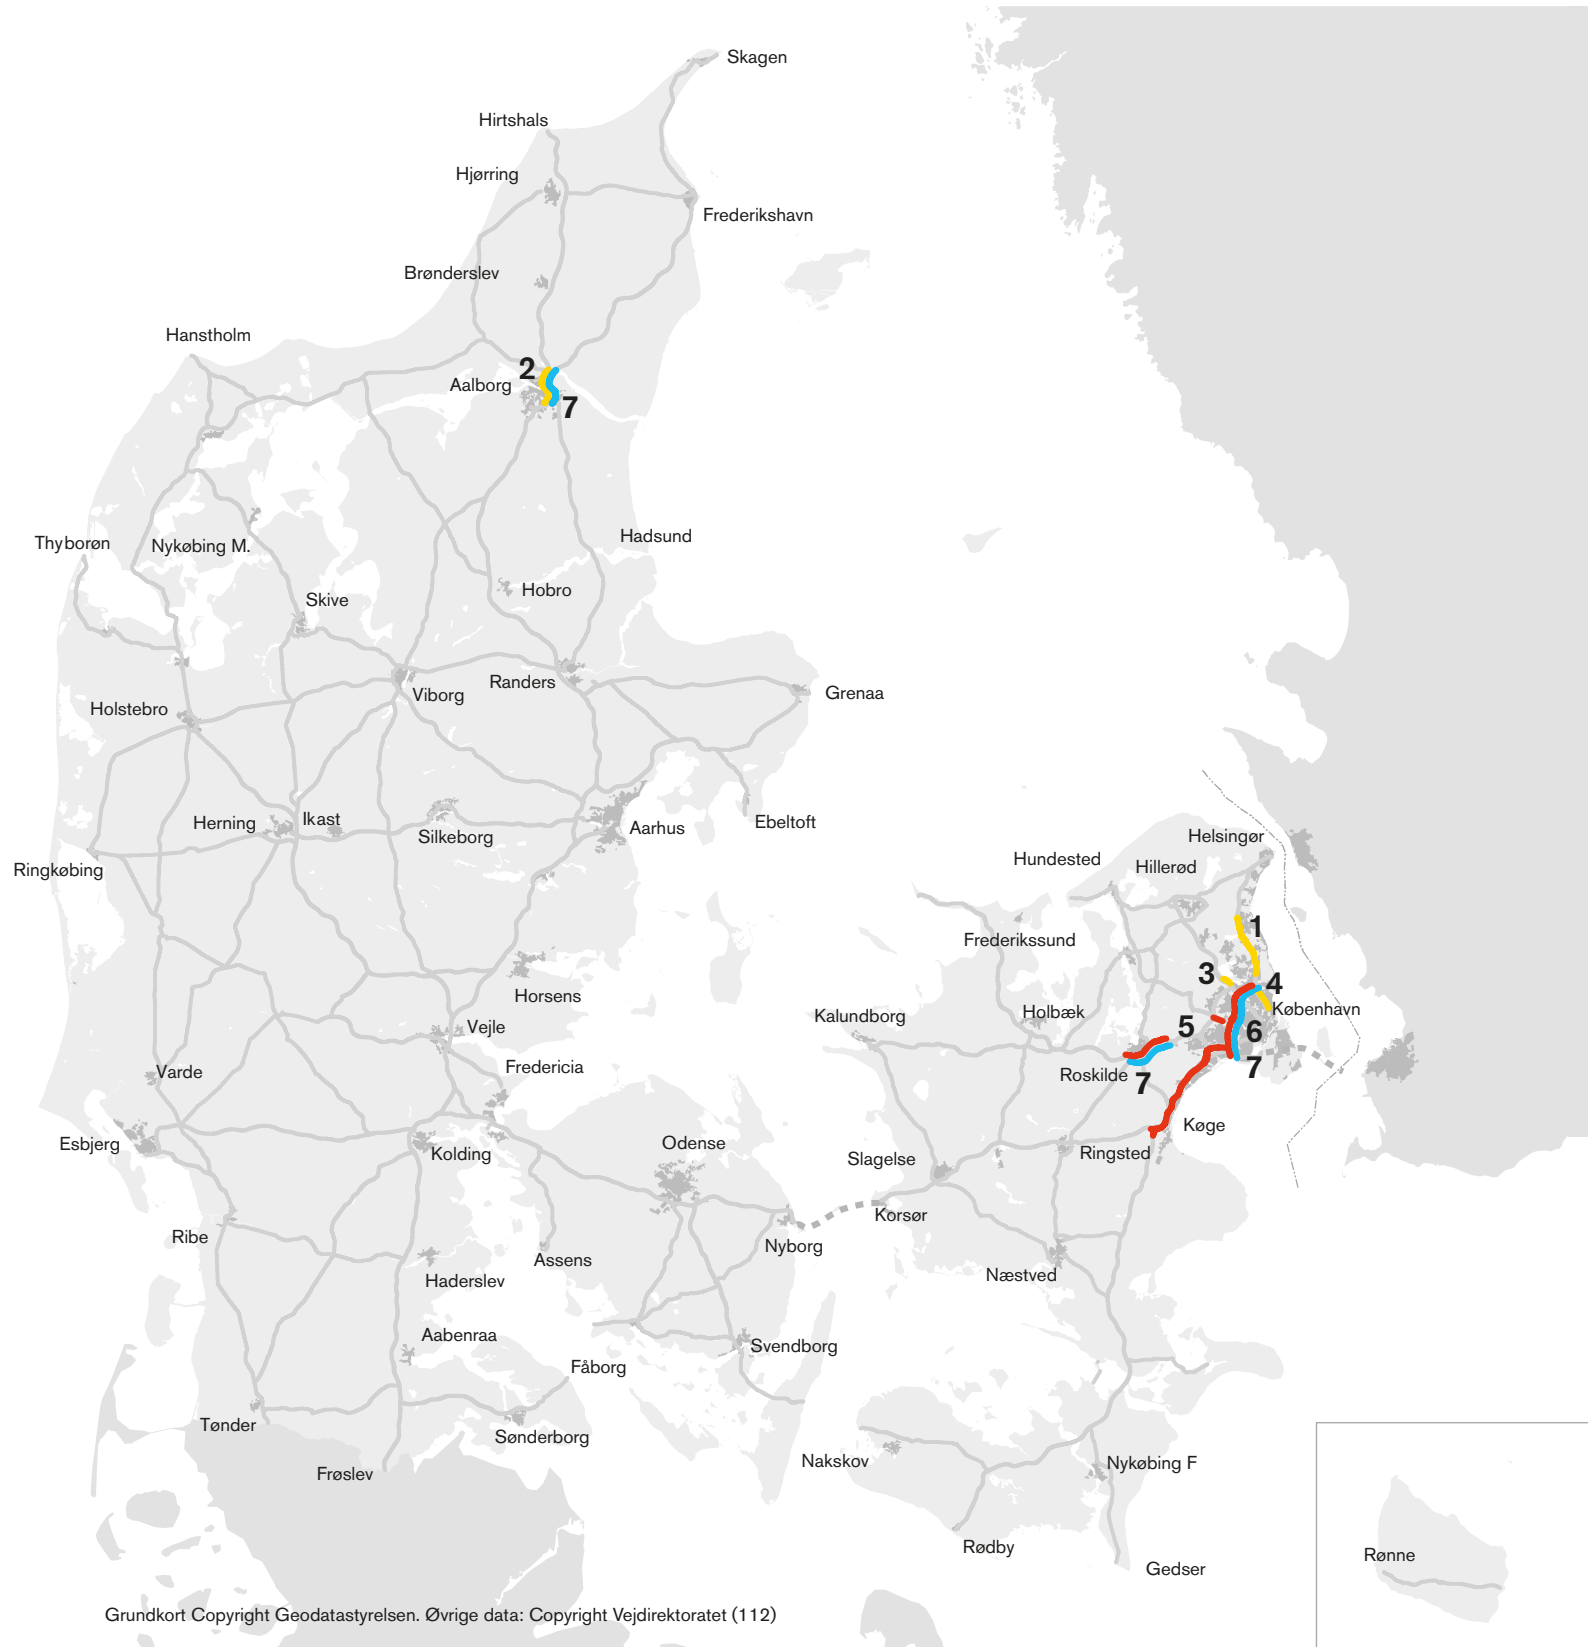 Skagen
Hirtshals
Hjørring
Frederikshavn
Brønderslev
Hanstholm
2
Aalborg
7
Hadsund
Thyborøn
Nykøbing M.
Hobro
Skive
Randers
Viborg
Grenaa
Holstebro
Herning
Ikast
Silkeborg
Aarhus
Ebeltoft
Ringkøbing
Helsingør
Hundested
Hillerød
1
Frederikssund
3
4
København
Horsens
Holbæk
Kalundborg
5
6
Vejle
Fredericia
7
Varde
Roskilde
7
Køge
Esbjerg
Odense
Kolding
Ringsted
Slagelse
Korsør
Ribe
Nyborg
Assens
Næstved
Haderslev
Aabenraa
Svendborg
Fåborg
Tønder
Sønderborg
Nakskov
Nykøbing F
Frøslev
Rødby
Rønne
Gedser
Grundkort Copyright Geodatastyrelsen. Øvrige data: Copyright Vejdirektoratet (112)